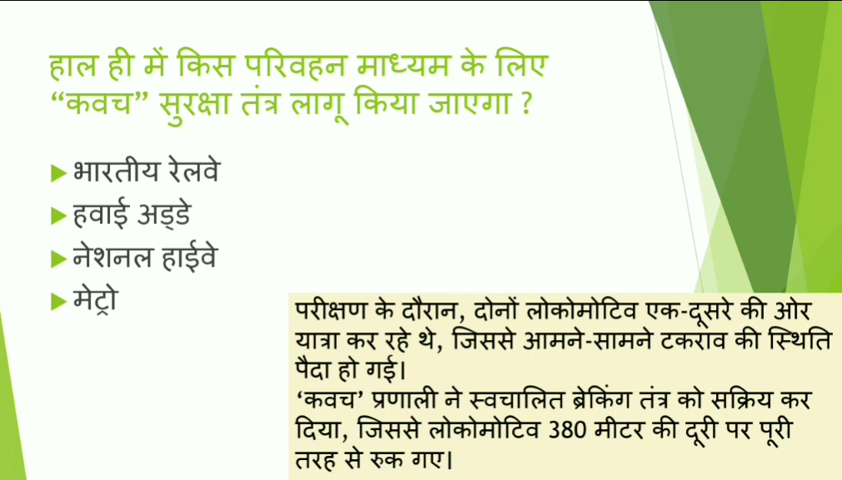 हाल ही में किस परिवहन माध्यम के लिए
“कवच” सुरक्षा तंत्र लागू किया जाएगा ?
भारतीय रेलवे
हवाई अड्डे
नेशनल हाईवे
मेट्रो
परीक्षण के दौरान, दोनों लोकोमोटिव एक-दूसरे की ओर
यात्रा कर रहे थे, जिससे आमने-सामने टकराव की स्थिति
पैदा हो गई।
‘कवच’ प्रणाली ने स्वचालित ब्रेकिंग तंत्र को सक्रिय कर
दिया, जिससे लोकोमोटिव 380 मीटर की दूरी पर पूरी
तरह से रुक गए।